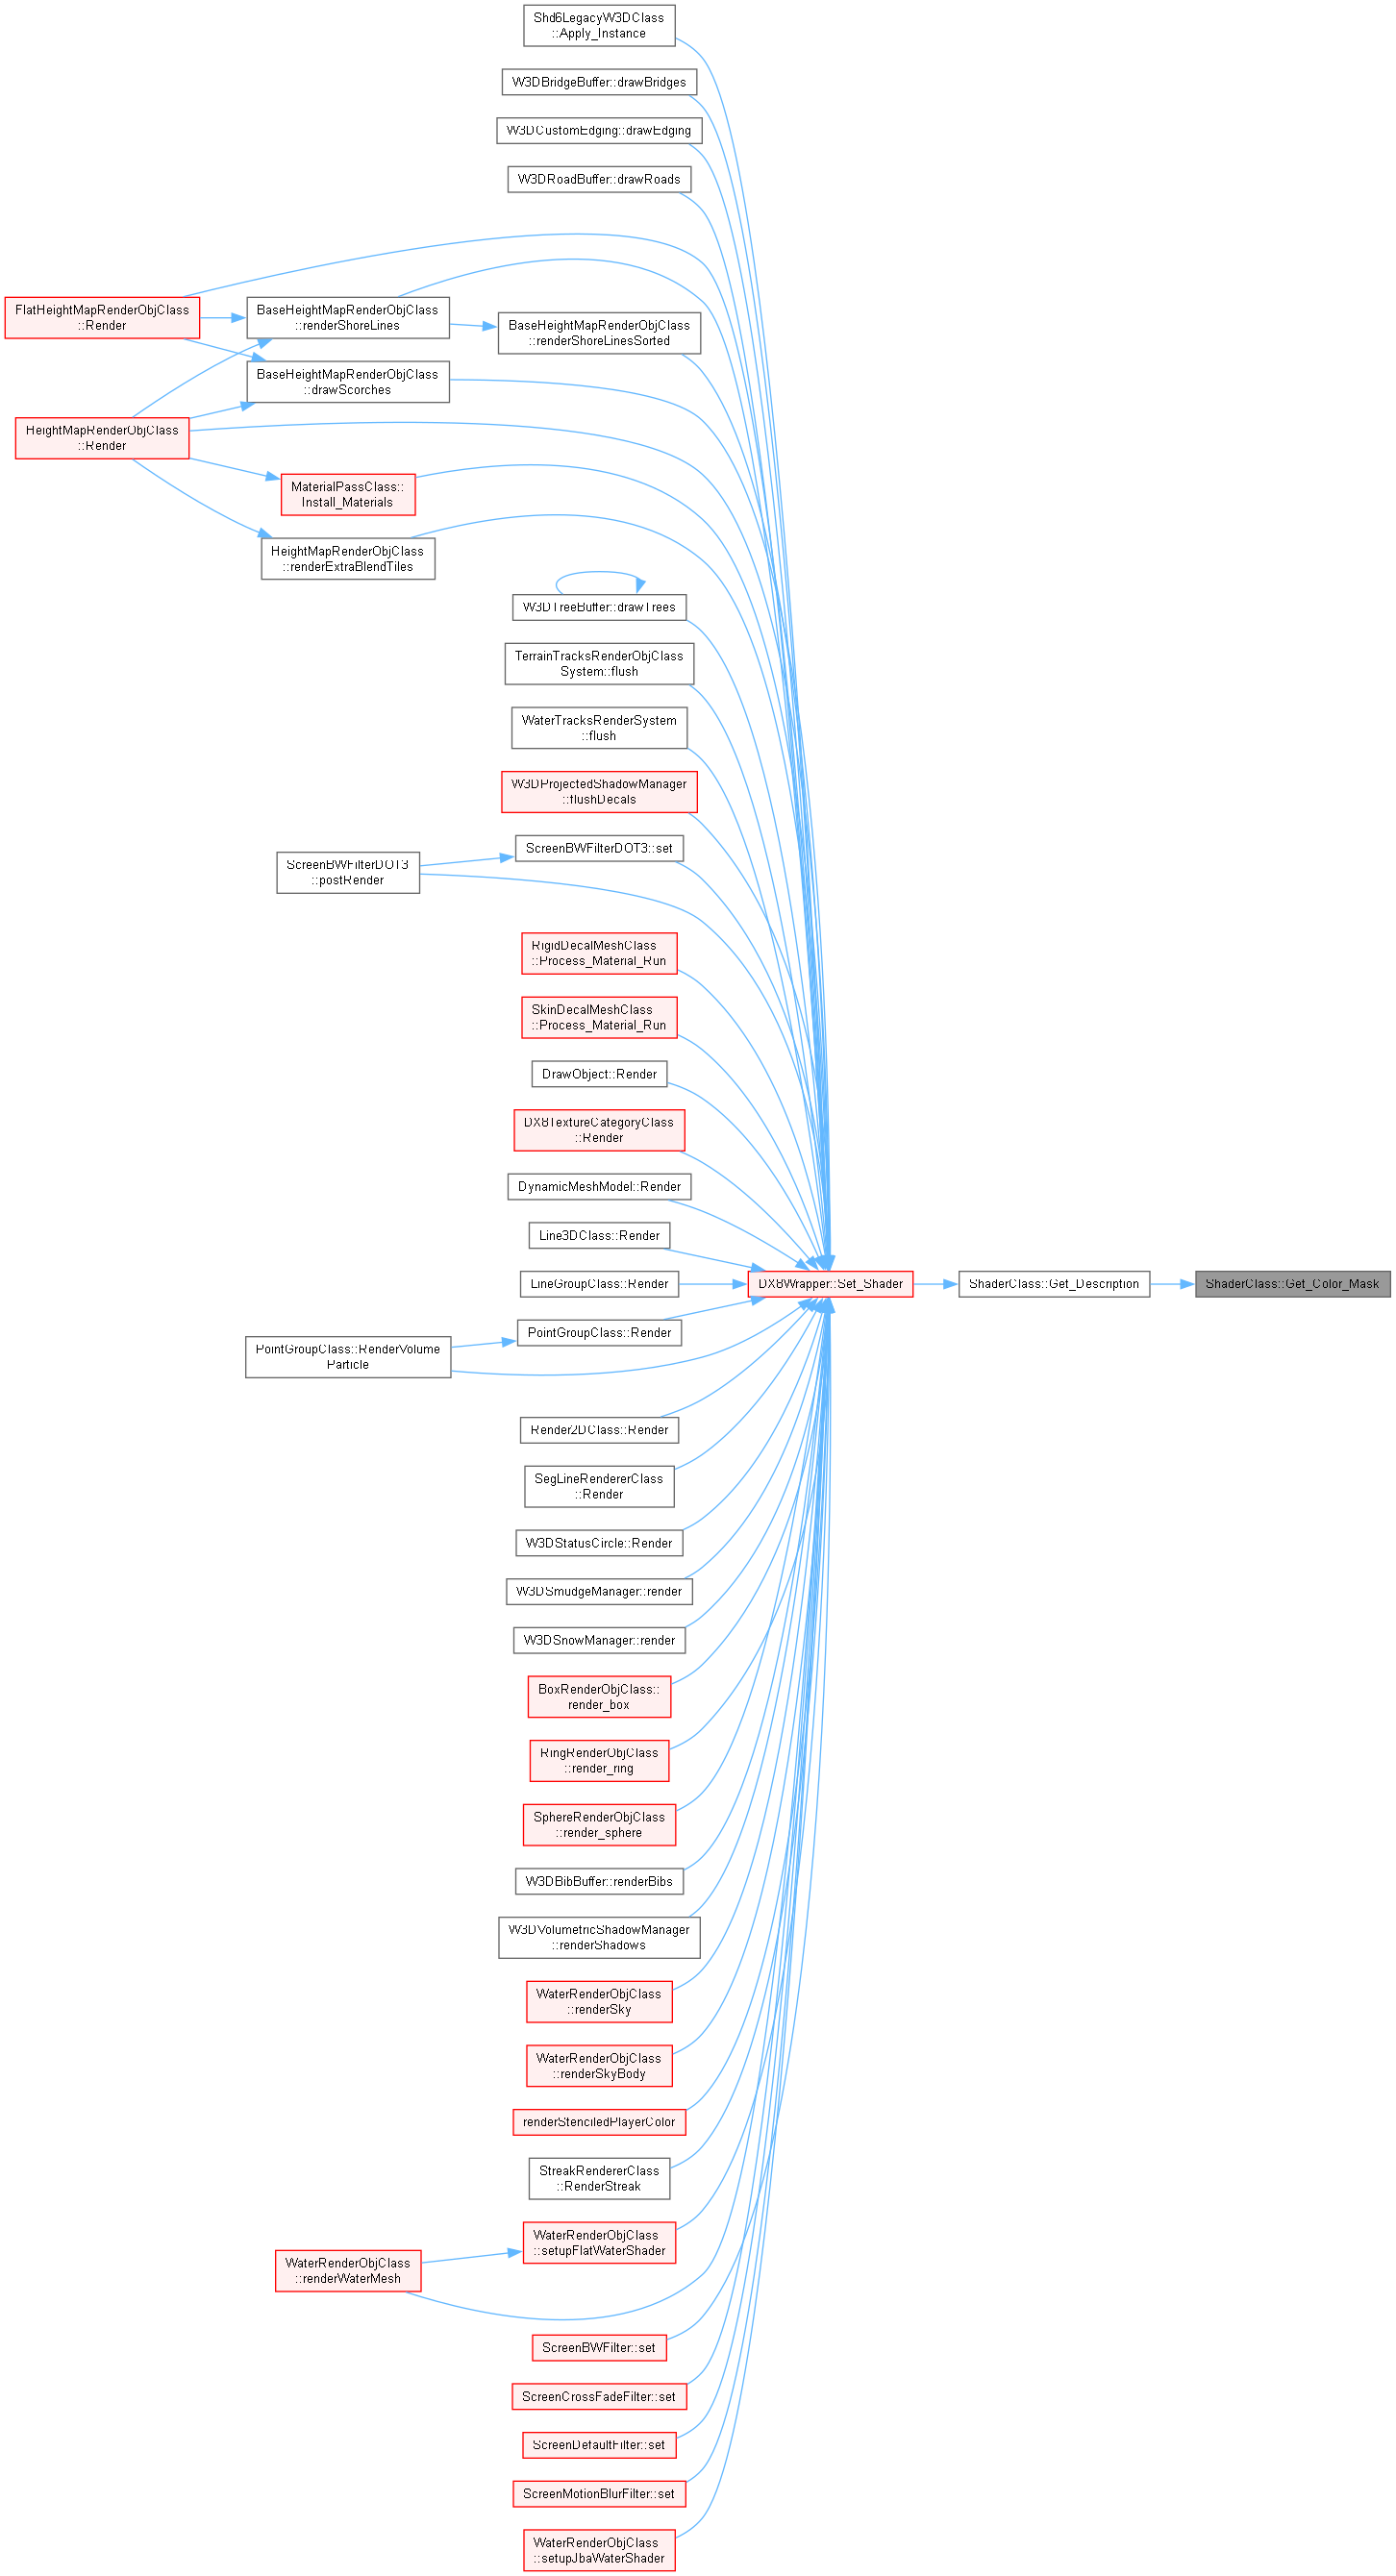 Shd6LegacyW3DClass
::Apply_Instance
W3DBridgeBuffer::drawBridges
W3DCustomEdging::drawEdging
W3DRoadBuffer::drawRoads
FlatHeightMapRenderObjClass
::Render
BaseHeightMapRenderObjClass
::renderShoreLines
BaseHeightMapRenderObjClass
::renderShoreLinesSorted
BaseHeightMapRenderObjClass
::drawScorches
HeightMapRenderObjClass
::Render
MaterialPassClass::
Install_Materials
HeightMapRenderObjClass
::renderExtraBlendTiles
W3DTreeBuffer::drawTrees
TerrainTracksRenderObjClass
System::flush
WaterTracksRenderSystem
::flush
W3DProjectedShadowManager
::flushDecals
ScreenBWFilterDOT3::set
ScreenBWFilterDOT3
::postRender
RigidDecalMeshClass
::Process_Material_Run
SkinDecalMeshClass
::Process_Material_Run
DrawObject::Render
DX8TextureCategoryClass
::Render
DynamicMeshModel::Render
Line3DClass::Render
LineGroupClass::Render
DX8Wrapper::Set_Shader
ShaderClass::Get_Description
ShaderClass::Get_Color_Mask
PointGroupClass::Render
PointGroupClass::RenderVolume
Particle
Render2DClass::Render
SegLineRendererClass
::Render
W3DStatusCircle::Render
W3DSmudgeManager::render
W3DSnowManager::render
BoxRenderObjClass::
render_box
RingRenderObjClass
::render_ring
SphereRenderObjClass
::render_sphere
W3DBibBuffer::renderBibs
W3DVolumetricShadowManager
::renderShadows
WaterRenderObjClass
::renderSky
WaterRenderObjClass
::renderSkyBody
renderStenciledPlayerColor
StreakRendererClass
::RenderStreak
WaterRenderObjClass
::setupFlatWaterShader
WaterRenderObjClass
::renderWaterMesh
ScreenBWFilter::set
ScreenCrossFadeFilter::set
ScreenDefaultFilter::set
ScreenMotionBlurFilter::set
WaterRenderObjClass
::setupJbaWaterShader